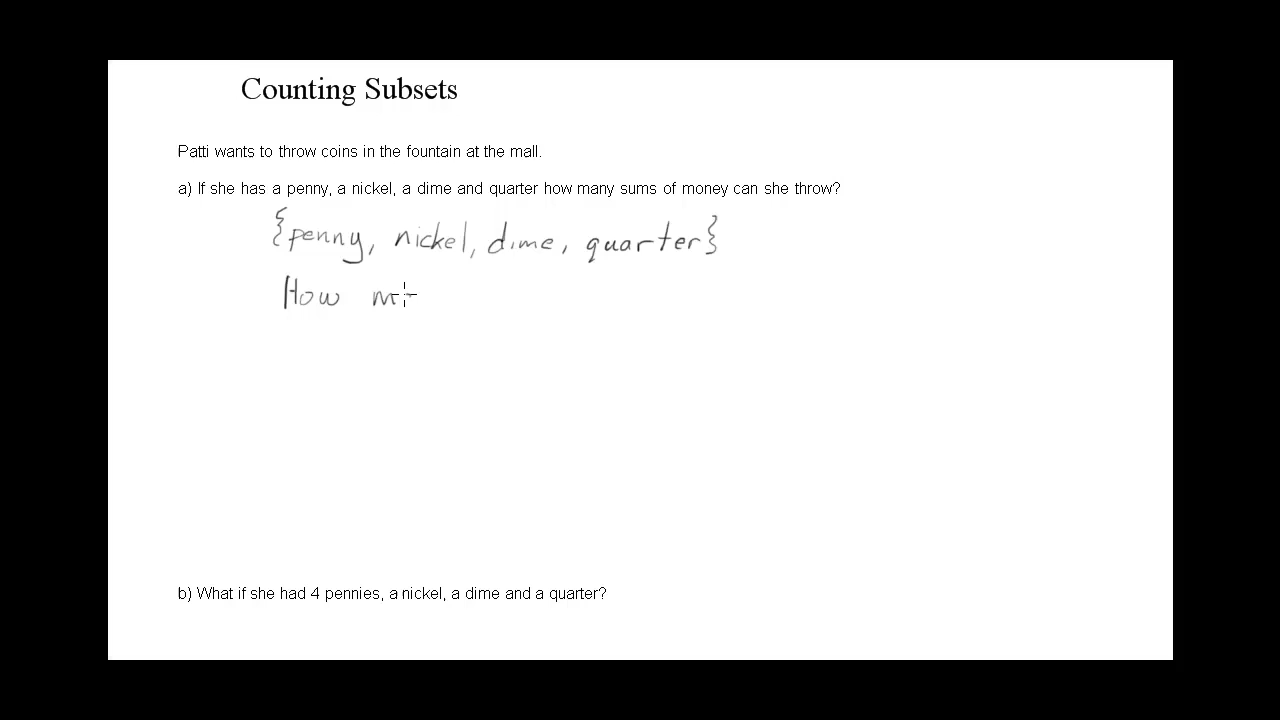 Counting Subsets
Patti wants to throw coins in the fountain at the mall.
a) If she has a penny, a nickel, a dime and quarter how many sums of money can she throw?
{penny, nickel, dime, quarter}
How m
b) What if she had 4 pennies, a nickel, a dime and a quarter?